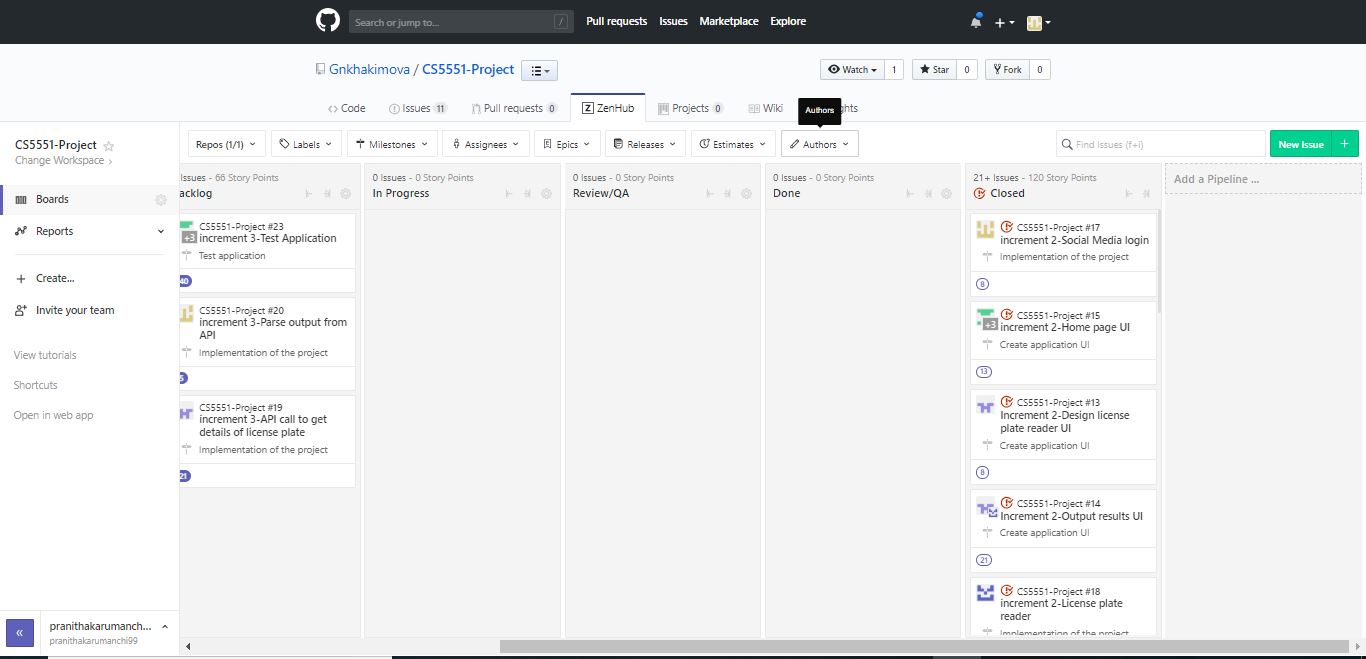 Search or jump to...
/
Pull requests
Issues
Marketplace
Explore
Gnkhakimova / CS5551-Project
Watch
1
Star
0
Fork
0
Code
Issues 11
Pull requests 0
ZenHub
Projects 0
Wiki
ghts
Authors
CS5551-Project
Change Workspace
Boards
Reports
Create...
Invite your team
View tutorials
Shortcuts
Open in web app
pranithakarumanch...
pranithakarumanchi99
Repos (1/1)
Labels
Milestones
Assignees
Epics
Releases
Estimates
Authors
Find Issues (f+i)
New Issue
+
Issues - 66 Story Points
acklog
CS5551-Project #23
increment 3-Test Application
+3
Test application
40
CS5551-Project #20
increment 3-Parse output from
API
Implementation of the project
CS5551-Project #19
increment 3-API call to get
details of license plate
Implementation of the project
21
0 Issues - 0 Story Points
In Progress
0 Issues - 0 Story Points
Review/QA
0 Issues - 0 Story Points
Done
21+ Issues - 120 Story Points
Closed
CS5551-Project #17
increment 2-Social Media login
Implementation of the project
8
CS5551-Project #15
+3
increment 2-Home page UI
Create application UI
13
CS5551-Project #13
Increment 2-Design license
plate reader UI
Create application UI
8
CS5551-Project #14
Increment 2-Output results UI
Create application UI
21
CS5551-Project #18
increment 2-License plate
reader
Implementation of the project
Add a Pipeline ...